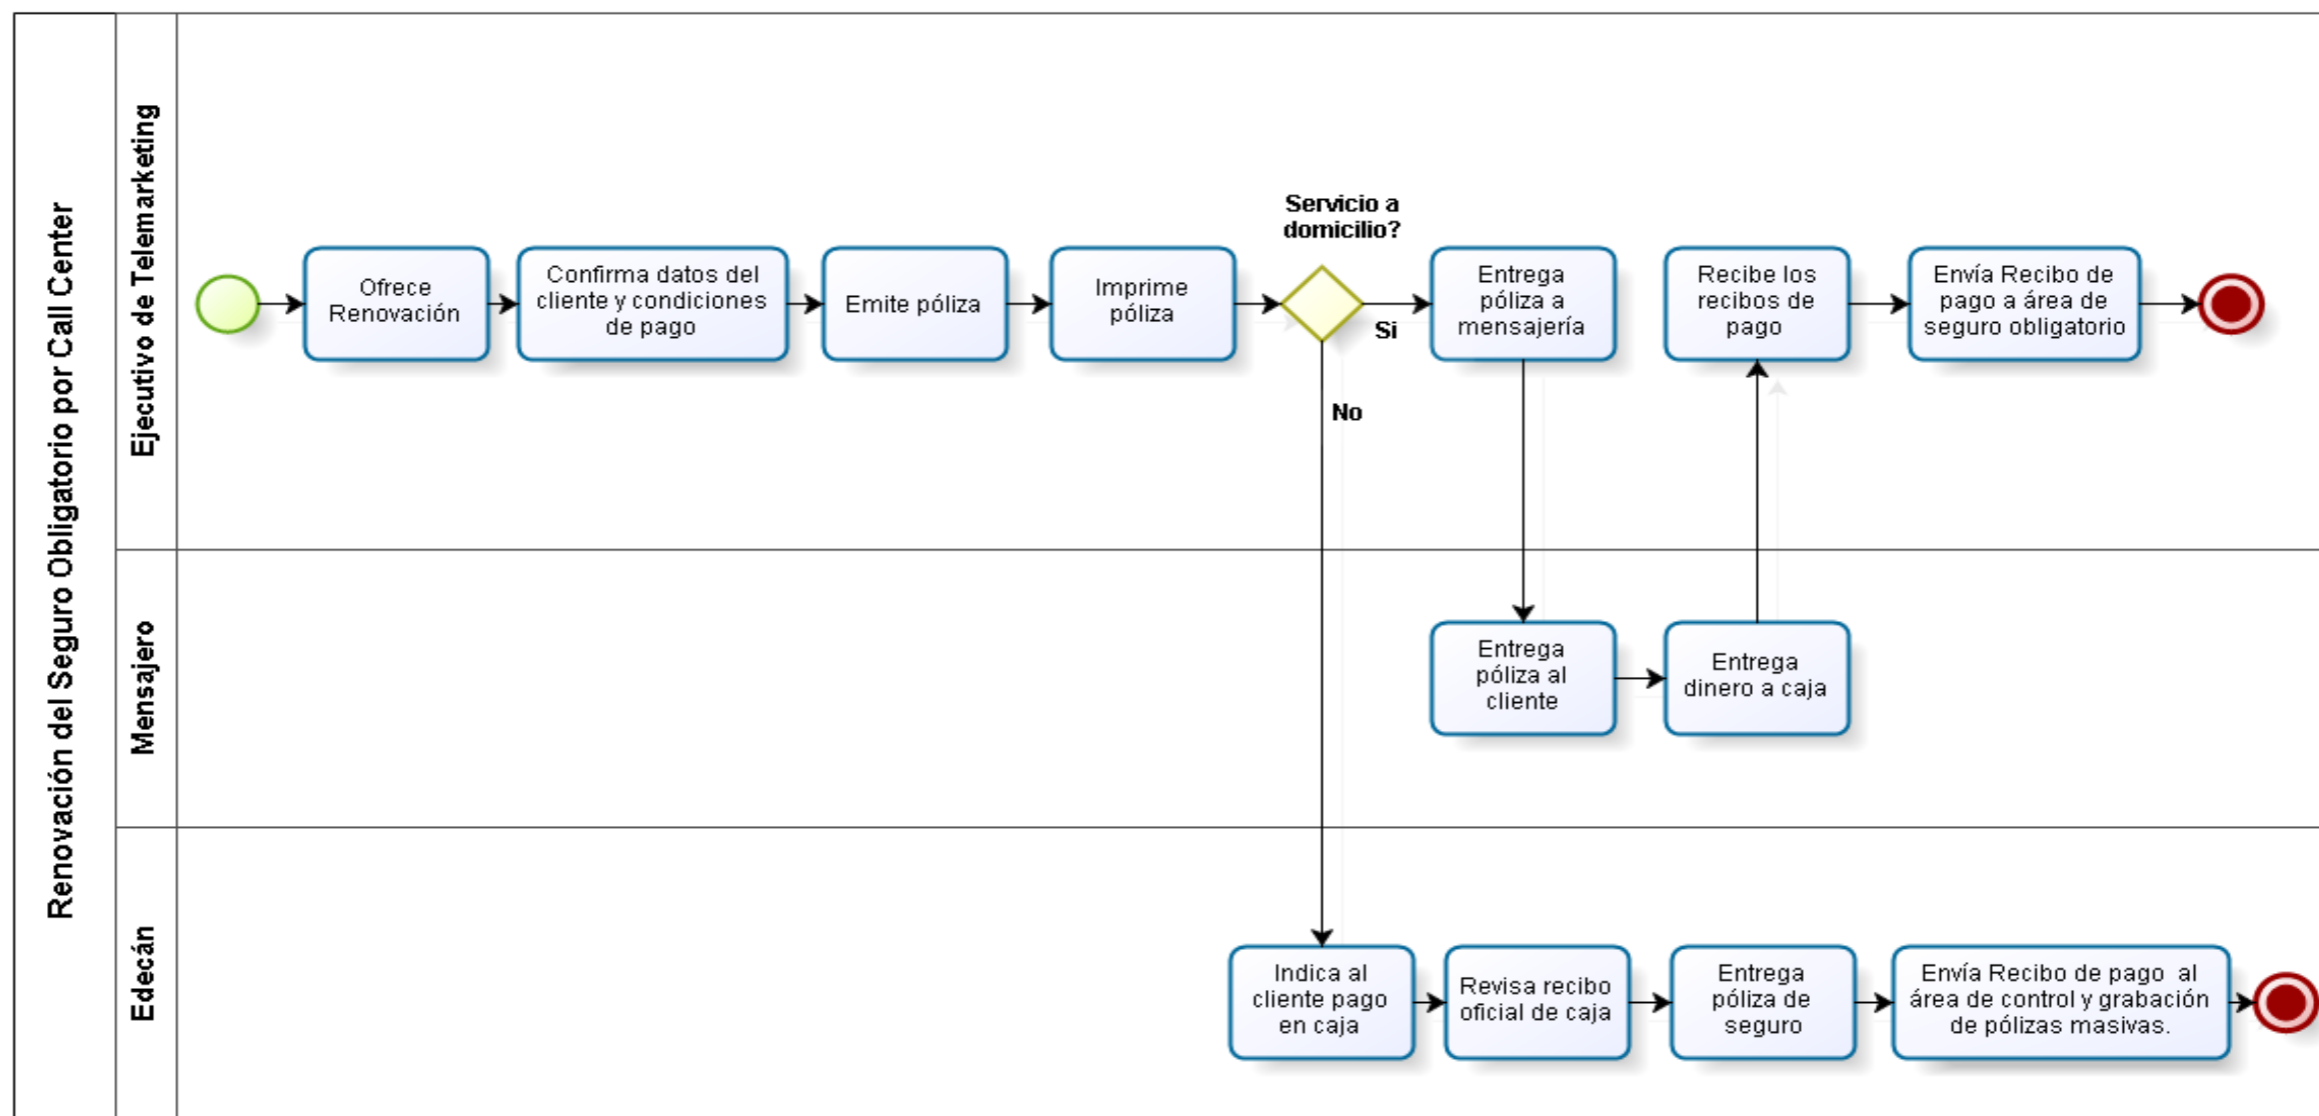 Renovación del Seguro Obligatorio por Call Center
Ejecutivo de Telemarketing
Ofrece
Renovación
Confirma datos del
cliente y condiciones
de pago
Emite póliza
Imprime
póliza
Servicio a
domicilio?
Si
No
Entrega
póliza a
mensajería
Recibe los
recibos de
pago
Envía Recibo de
pago a área de
seguro obligatorio
Mensajero
Entrega
póliza al
cliente
Entrega
dinero a caja
Edecán
Indica al
cliente pago
en caja
Revisa recibo
oficial de caja
Entrega
póliza de
seguro
Envía Recibo de pago  al
área de control y grabación
de pólizas masivas.